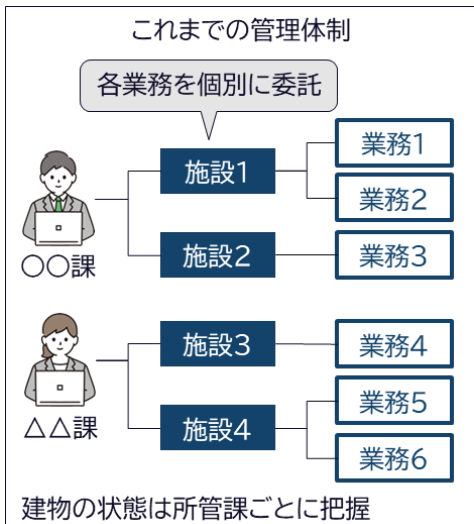 これまでの管理体制
各業務を個別に委託
施設1
業務1
業務2
〇〇課
施設2
業務3
施設3
業務4
△△課
施設4
業務5
業務6
建物の状態は所管課ごとに把握